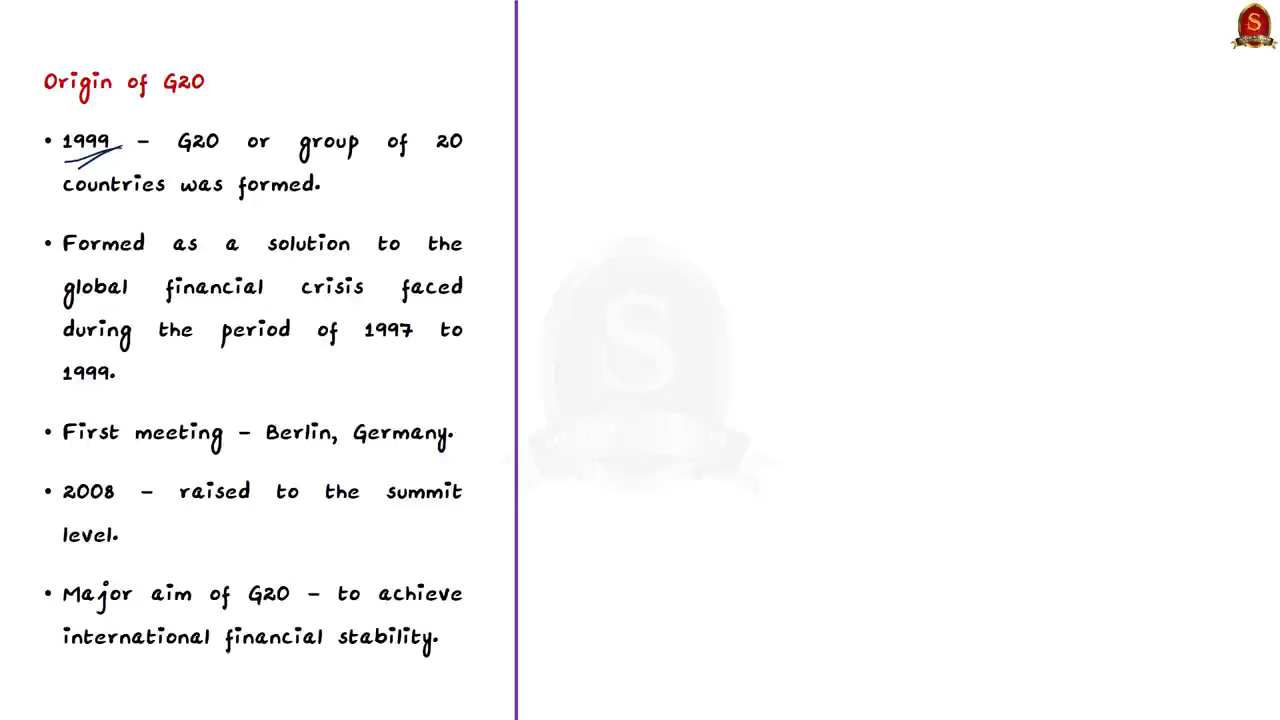 Origin of G20
• 1999 – G20 or group of 20
countries was formed.
• Formed as a solution to the
global financial crisis faced
during the period of 1997 to
1999.
• First meeting – Berlin, Germany.
• 2008 – raised to the summit
level.
• Major aim of G20 – to achieve
international financial stability.
S
S